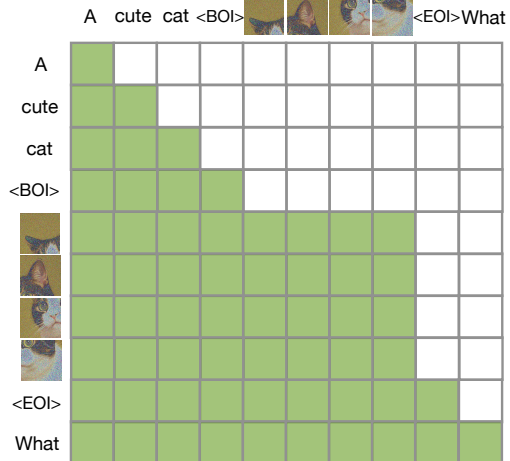 A cute cat <BOI> <EOI> What
A
cute
cat
<BOI>
<EOI>
What